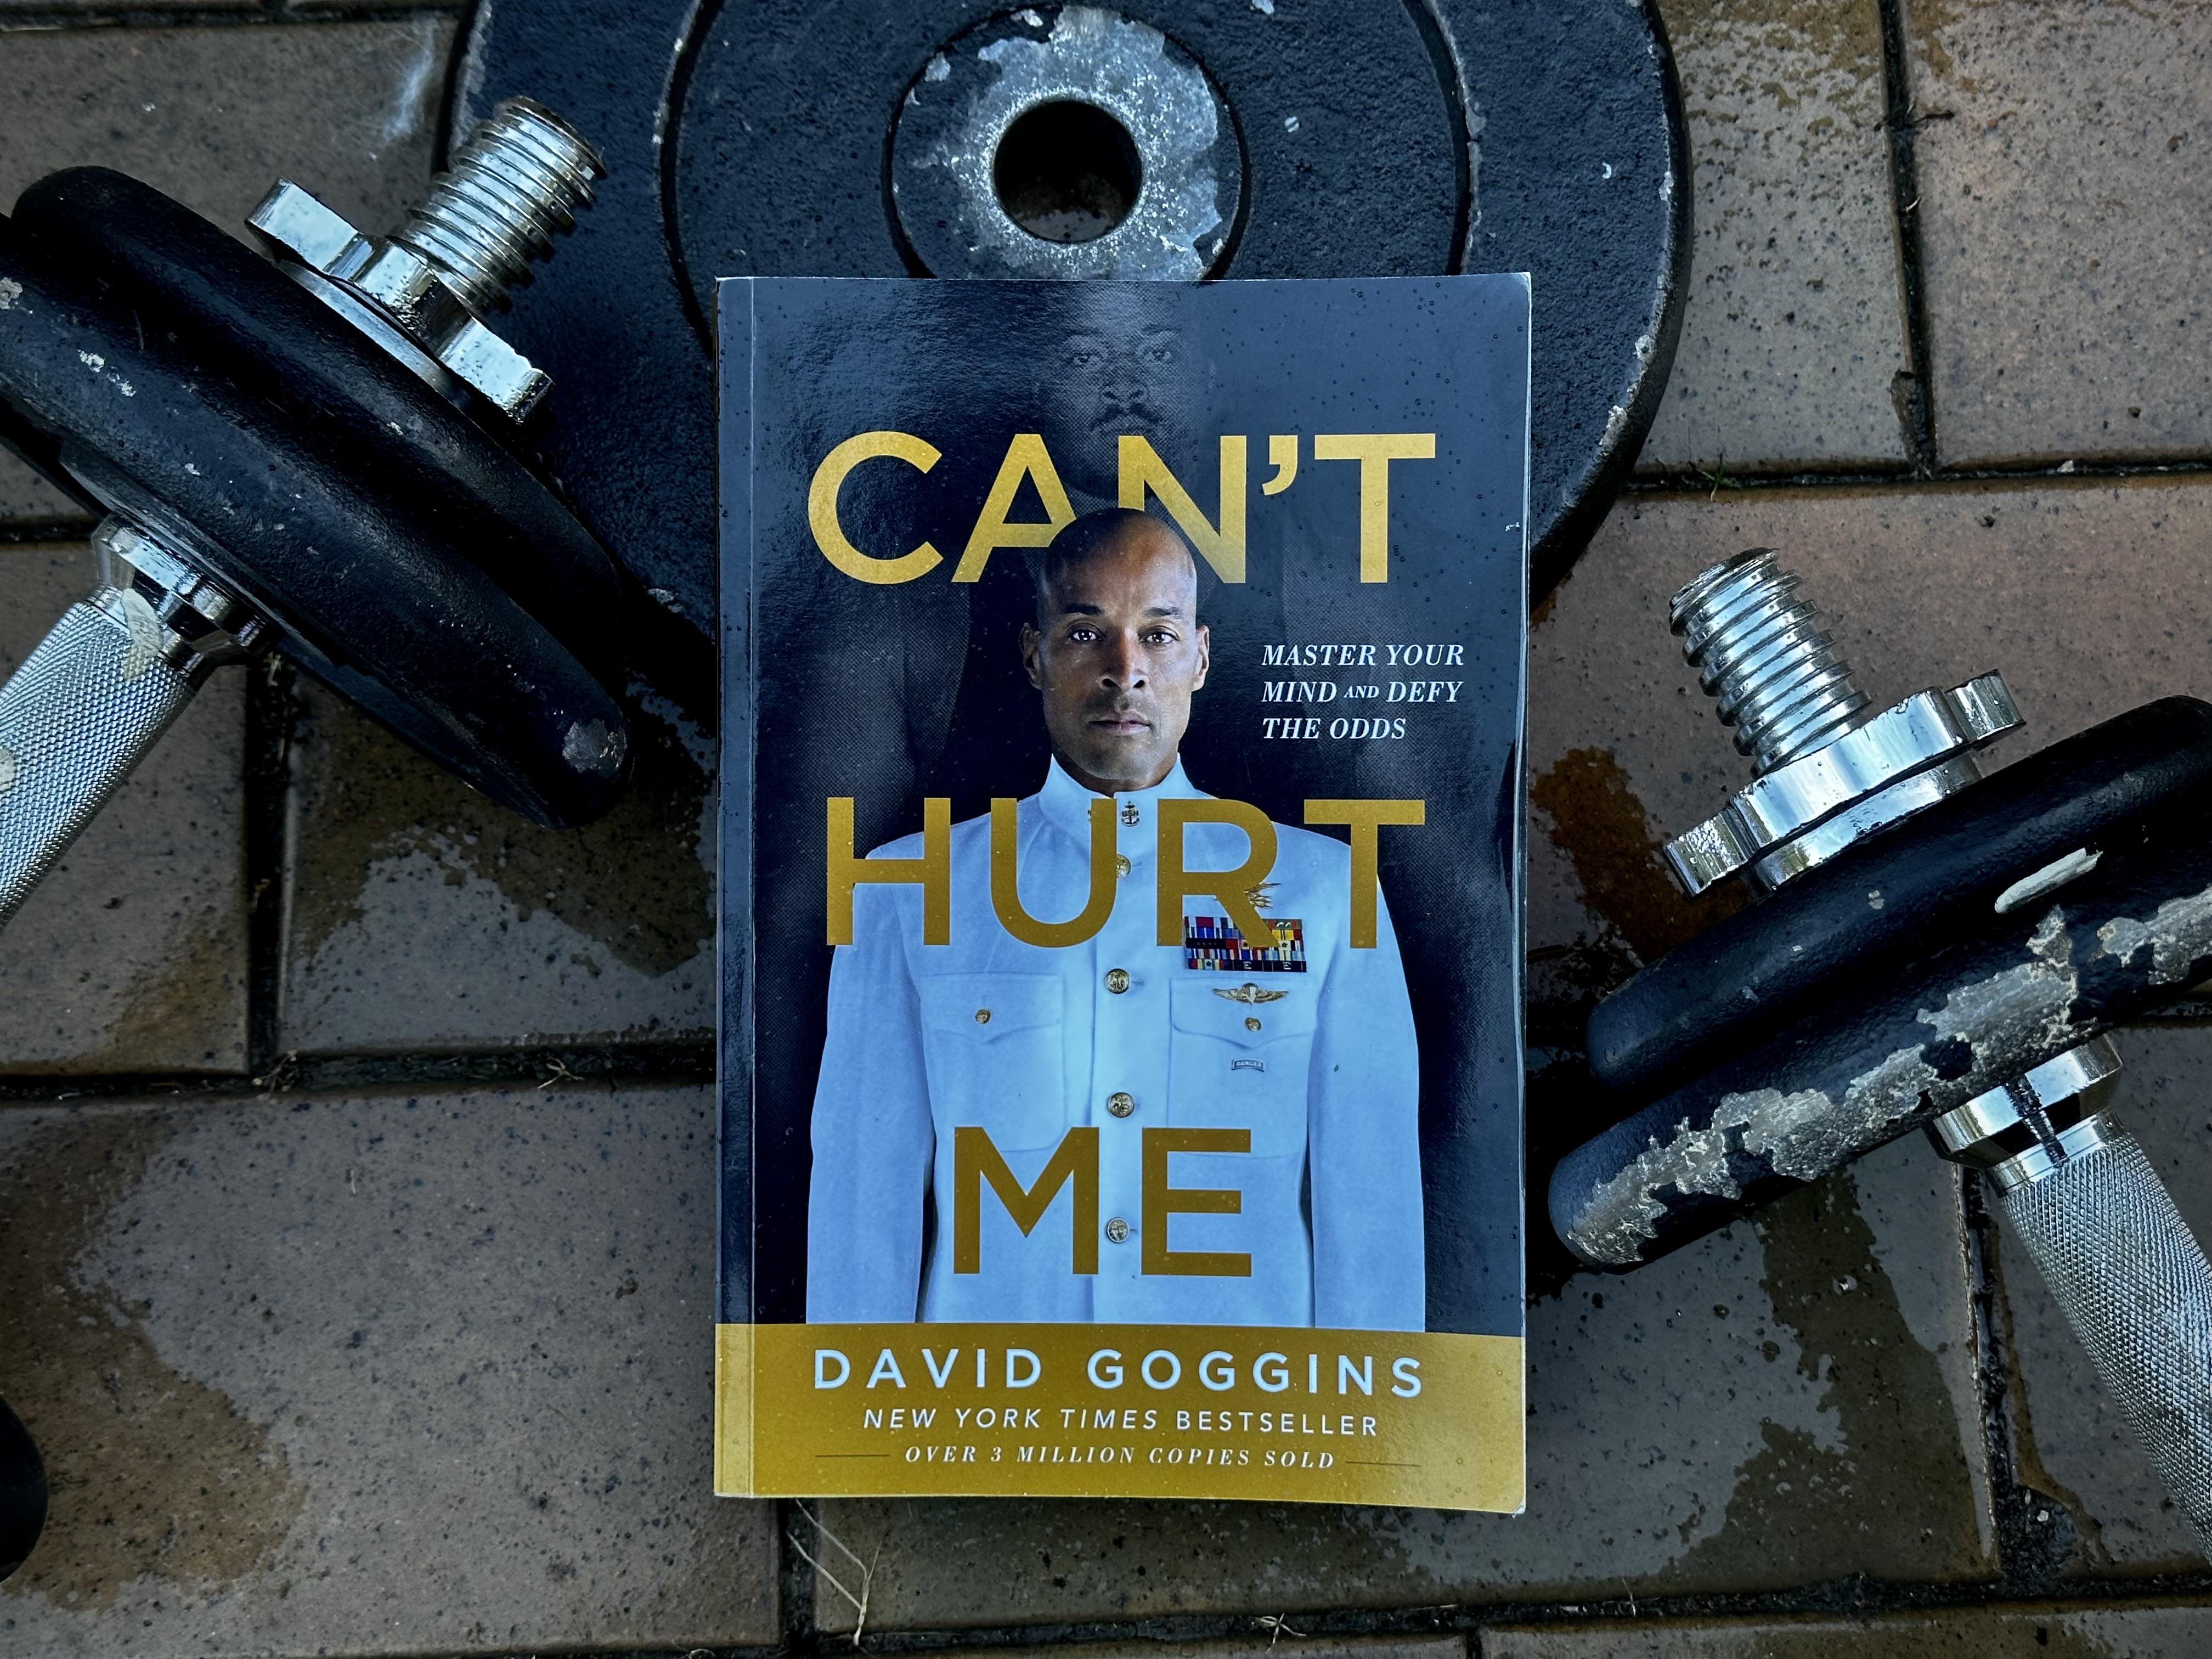 CAN'T
MASTER YOUR
MIND AND DEFY
THE ODDS
HURT
ME
DAVID GOGGINS
NEW YORK TIMES BESTSELLER
OVER 3 MILLION COPIES SOLD